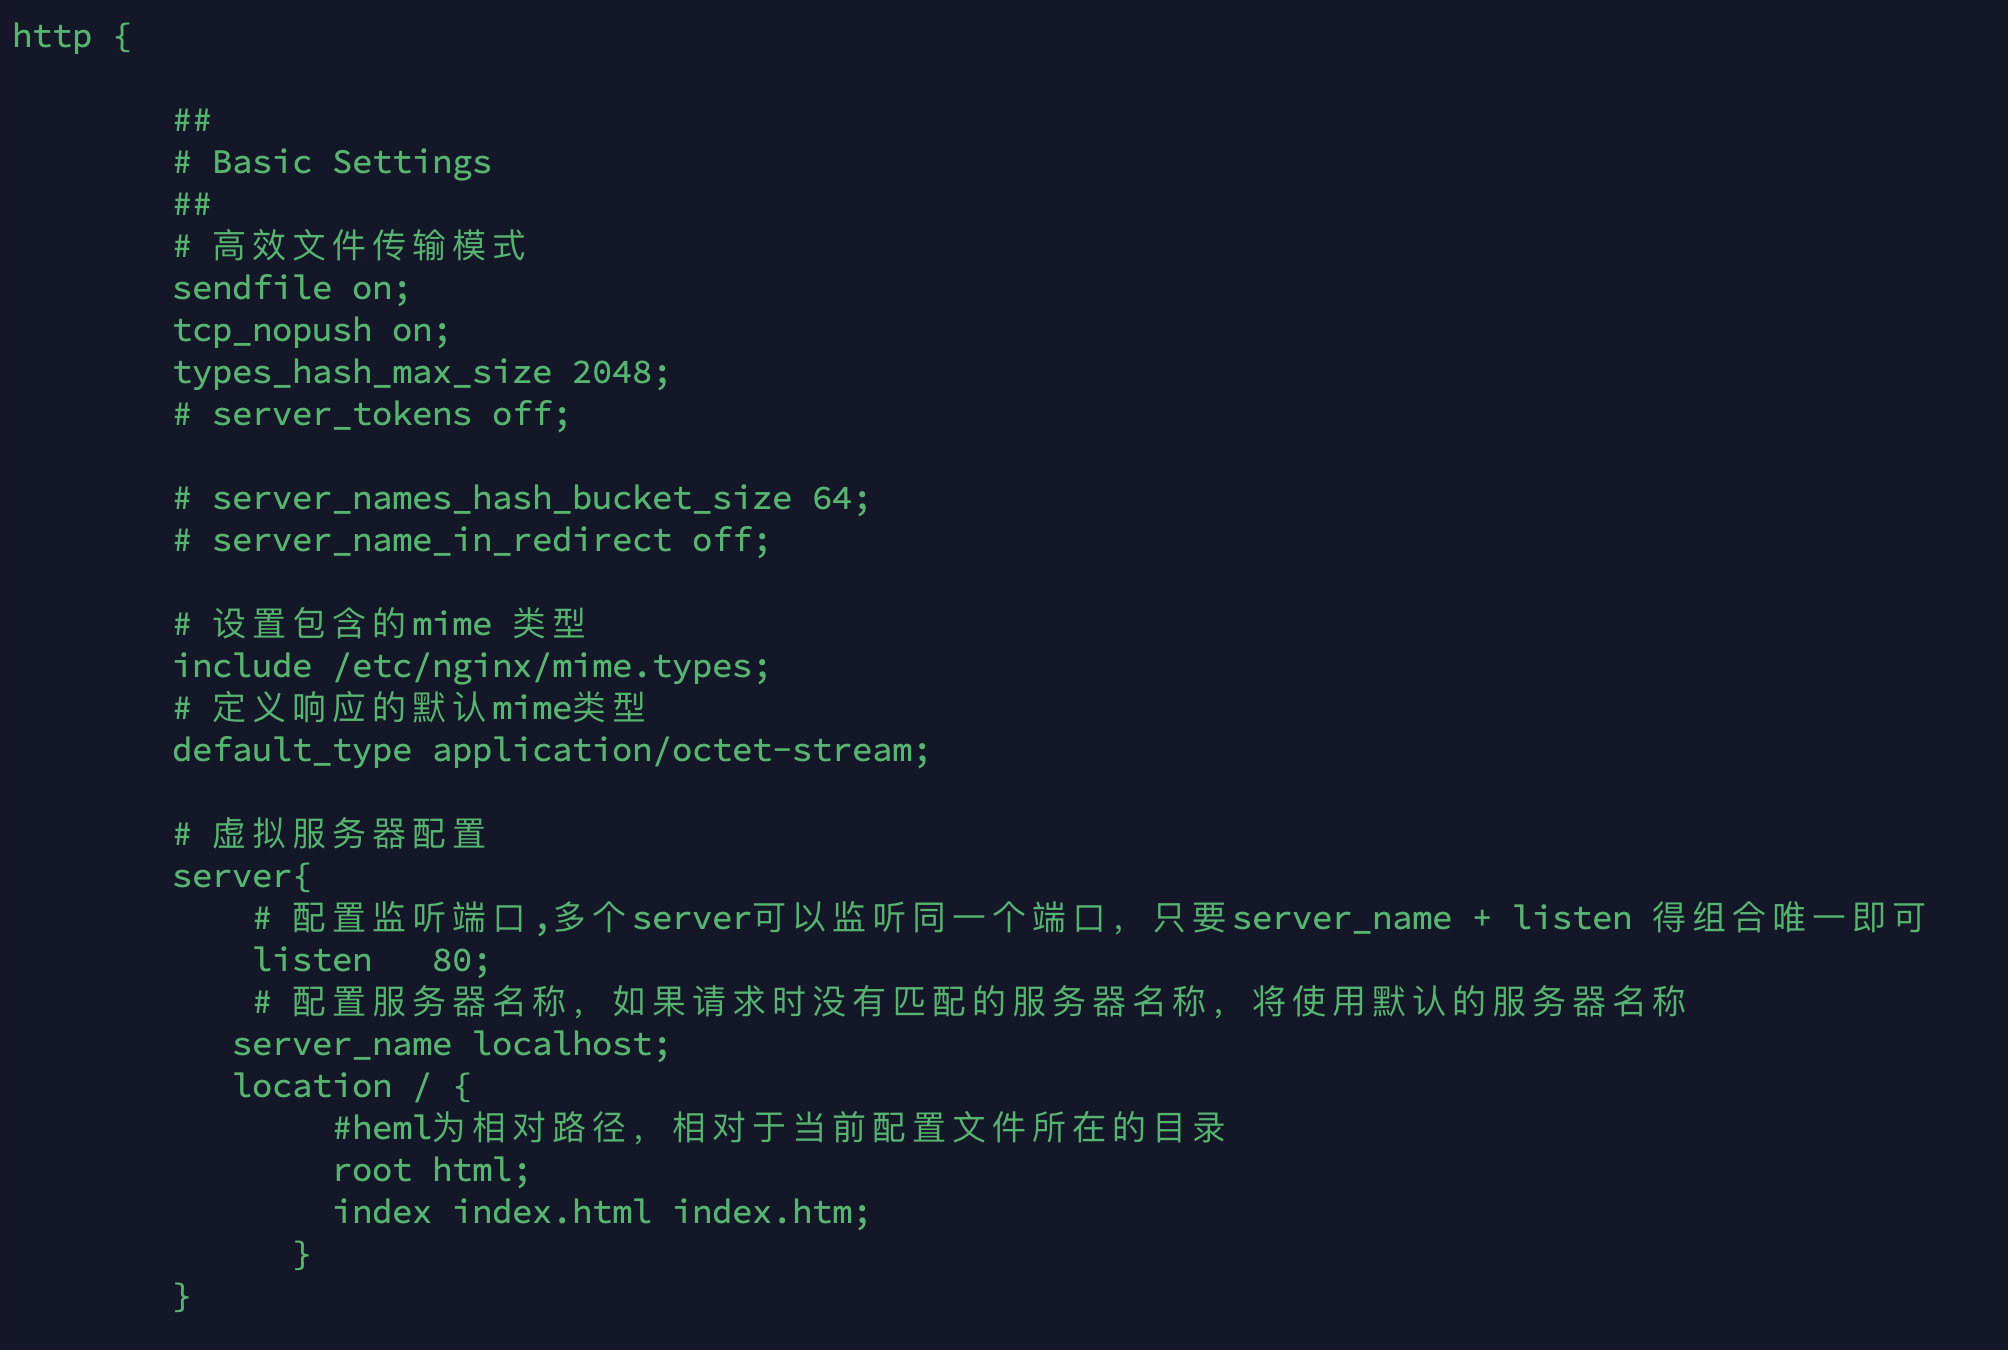 http {
##
# Basic Settings
##
# 高效文件传输模式
sendfile on;
tcp_nopush on;
types_hash_max_size 2048;
# server_tokens off;
# server_names_hash_bucket_size 64;
# server_name_in_redirect off;
# 设置包含的mime 类型
include /etc/nginx/mime.types;
# 定义响应的默认mime类型
default_type application/octet-stream;
# 虚拟服务器配置
server{
# 配置监听端口,多个server可以监听同一个端口，只要server_name + listen 得组合唯一即可
listen   80;
# 配置服务器名称，如果请求时没有匹配的服务器名称，将使用默认的服务器名称
server_name localhost;
location / {
#heml为相对路径，相对于当前配置文件所在的目录
root html;
index index.html index.htm;
}
}